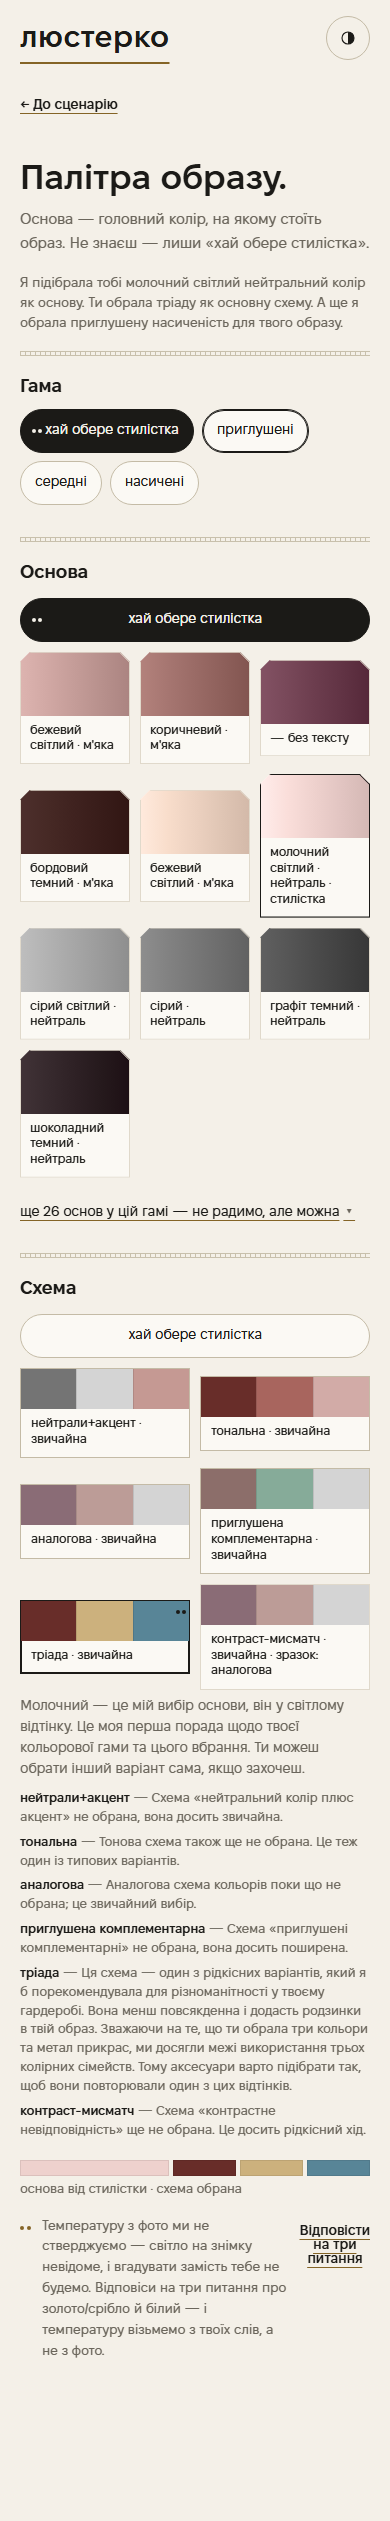 люстерко
← До сценарію
Палітра образу.
Основа — головний колір, на якому стоїть
образ. Не знаєш — лиши «хай обере стилістка».
Я підібрала тобі молочний світлий нейтральний колір
як основу. Ти обрала тріаду як основну схему. А ще я
обрала приглушену насиченість для твого образу.
Гама
хай обере стилістка
приглушені
середні
насичені
Основа
хай обере стилістка
бежевий
світлий · м'яка
коричневий ·
м'яка
— без тексту
бордовий
темний · м'яка
бежевий
світлий · м'яка
молочний
світлий ·
нейтраль ·
стилістка
сірий світлий ·
нейтраль
сірий ·
нейтраль
графіт темний ·
нейтраль
шоколадний
темний ·
нейтраль
ще 26 основ у цій гамі — не радимо, але можна ▾
Схема
хай обере стилістка
нейтрали+акцент ·
звичайна
тональна · звичайна
аналогова · звичайна
приглушена
комплементарна ·
звичайна
тріада · звичайна
контраст-мисматч ·
звичайна · зразок:
аналогова
Молочний — це мій вибір основи, він у світлому
відтінку. Це моя перша порада щодо твоєї
кольорової гами та цього вбрання. Ти можеш
обрати інший варіант сама, якщо захочеш.
нейтрали+акцент — Схема «нейтральний колір плюс
акцент» не обрана, вона досить звичайна.
тональна — Тонова схема також ще не обрана. Це теж
один із типових варіантів.
аналогова — Аналогова схема кольорів поки що не
обрана; це звичайний вибір.
приглушена комплементарна — Схема «приглушені
комплементарні» не обрана, вона досить поширена.
тріада — Ця схема — один з рідкісних варіантів, який я
б порекомендувала для різноманітності у твоєму
гардеробі. Вона менш повсякденна і додасть родзинки
в твій образ. Зважаючи на те, що ти обрала три кольори
та метал прикрас, ми досягли межі використання трьох
колірних сімейств. Тому аксесуари варто підібрати так,
щоб вони повторювали один з цих відтінків.
контраст-мисматч — Схема «контрастне
невідповідність» ще не обрана. Це досить рідкісний хід.
основа від стилістки · схема обрана
Температуру з фото ми не
стверджуємо — світло на знімку
невідоме, і вгадувати замість тебе не
будемо. Відповіси на три питання про
золото/срібло й білий — і
температуру візьмемо з твоїх слів, а
не з фото.
Відповісти
на три
питання